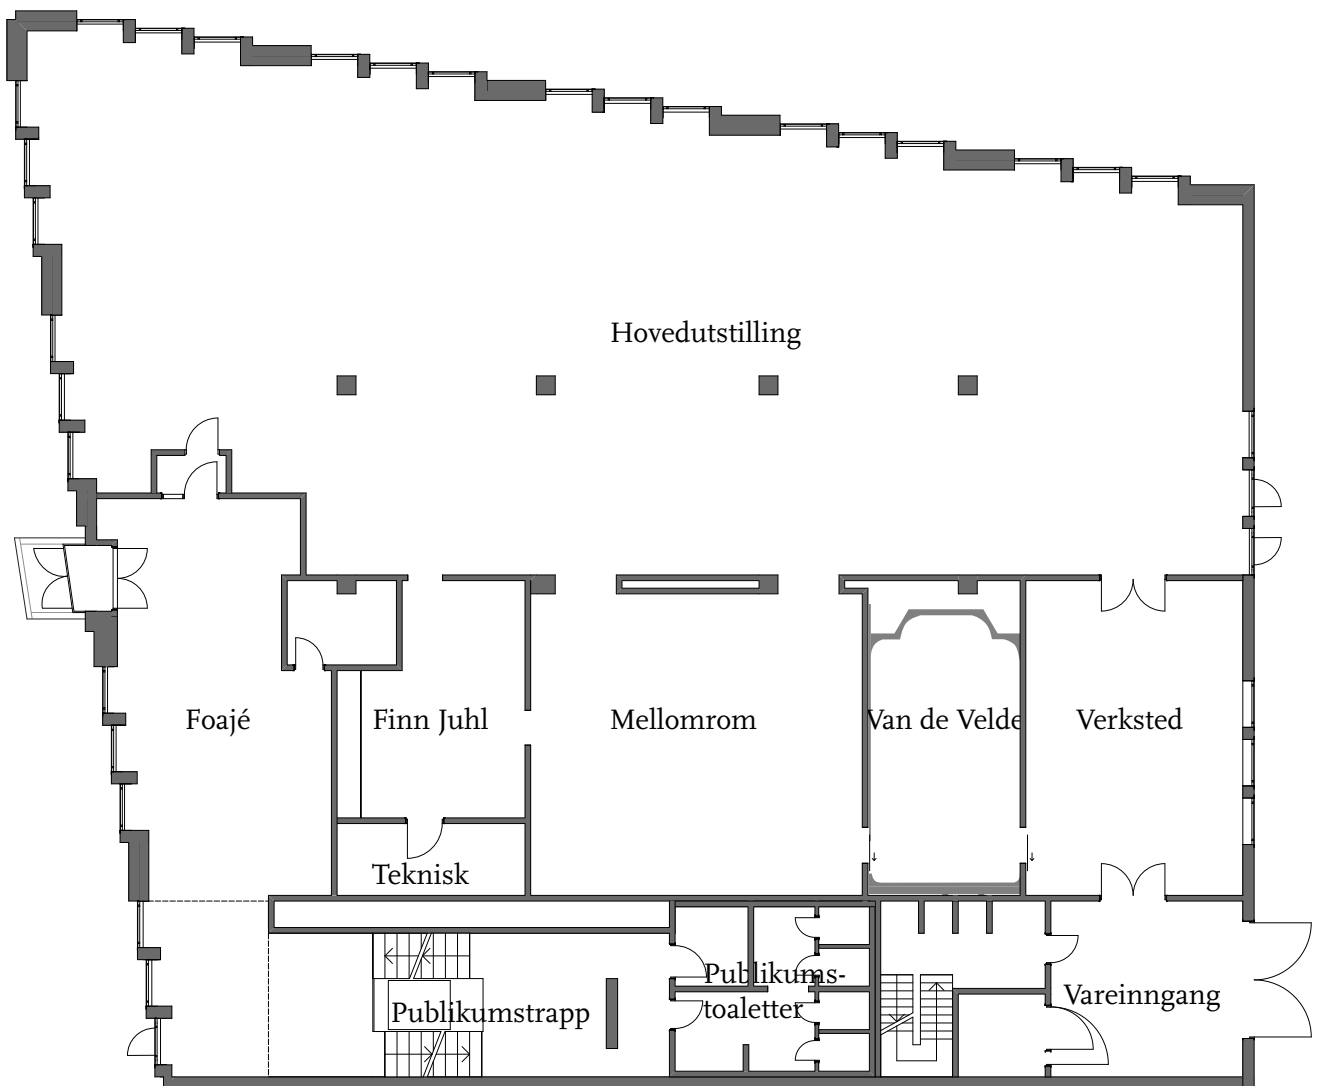 Hovedutstilling
Foajé
Finn Juhl
Mellomrom
Van de Velde
Verksted
Teknisk
Publikumstrapp
Publikums-
toaletter
Vareinngang